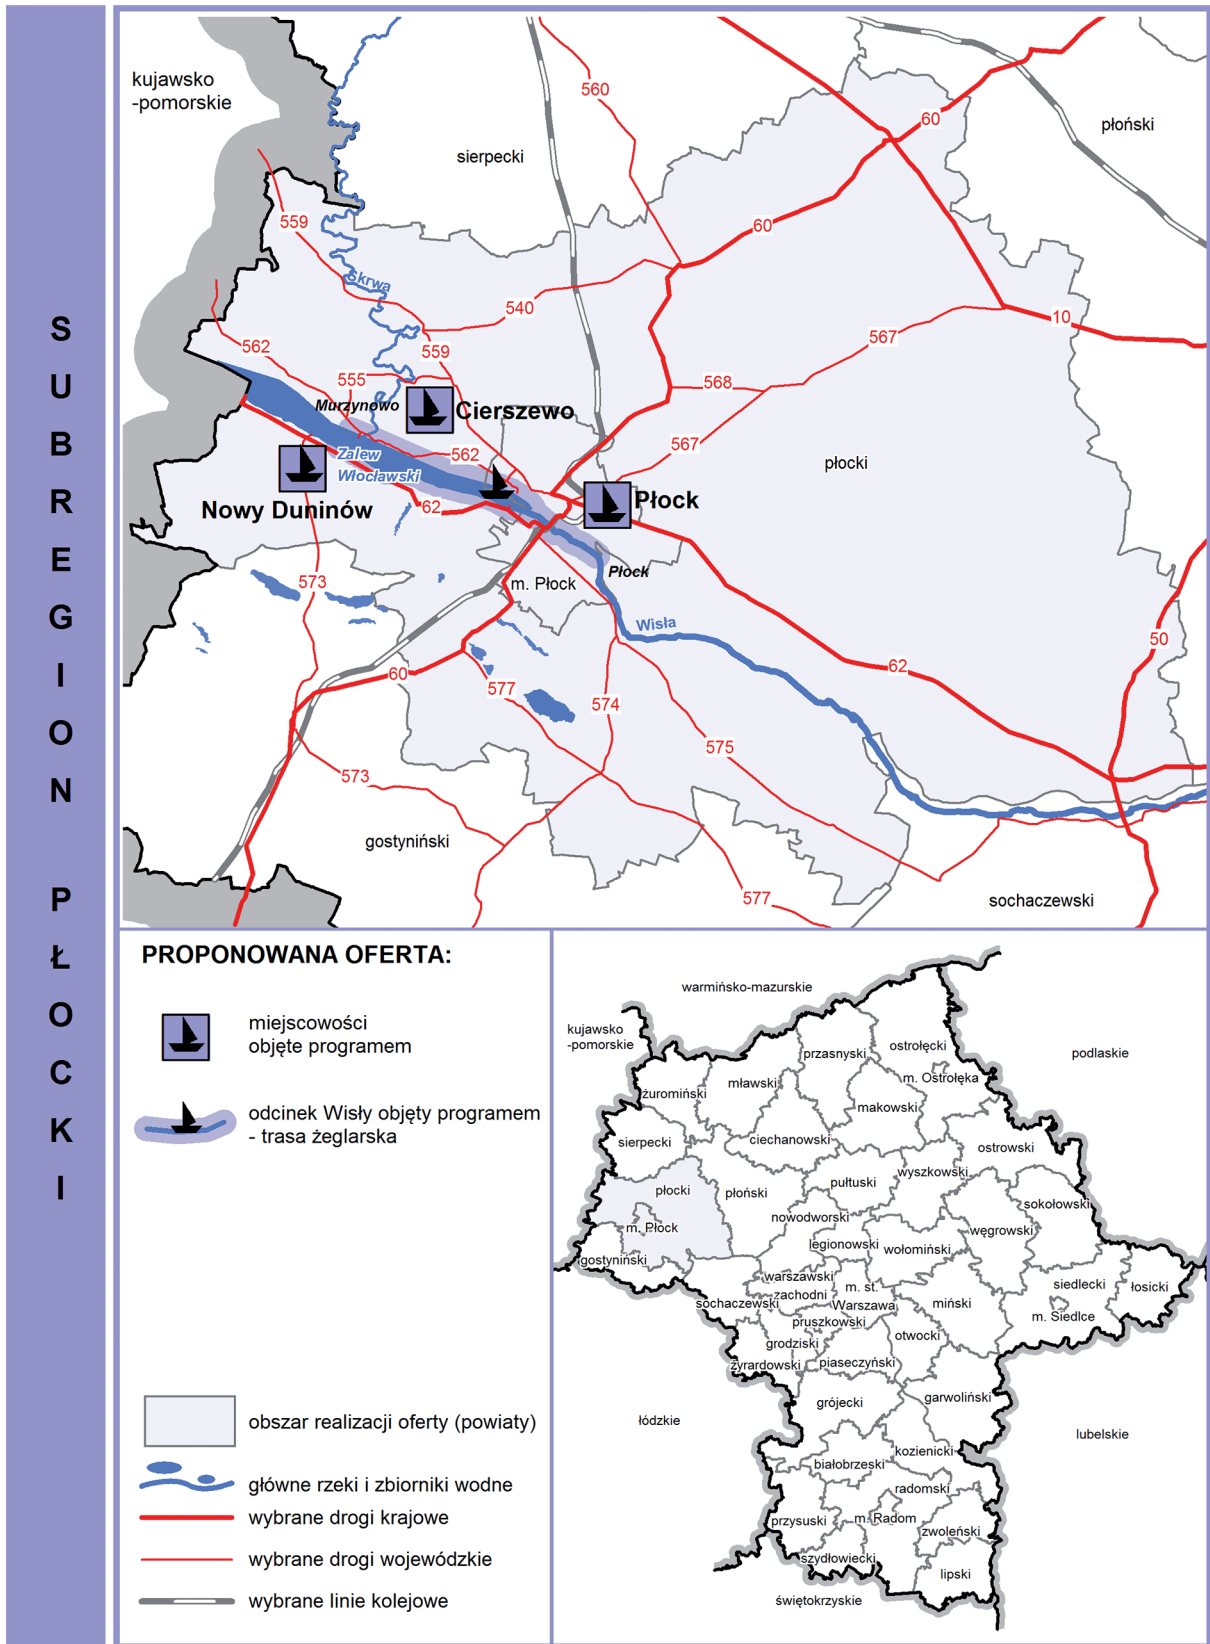 SUBREGION PŁOCKI
kujawsko
-pomorskie
sierpecki
560
60
płoński
559
60
Skrwa
540
10
562
559
567
555
568
Murzynowo
Cierszewo
567
562
Zalew
Włocławski
płocki
Nowy Duninów
62
Płock
Płock
573
m. Płock
Wisła
50
60
577
574
62
575
573
gostyniński
577
sochaczewski
PROPONOWANA OFERTA:
miejscowości
objęte programem
odcinek Wisły objęty programem
- trasa żeglarska
obszar realizacji oferty (powiaty)
główne rzeki i zbiorniki wodne
wybrane drogi krajowe
wybrane drogi wojewódzkie
wybrane linie kolejowe
warmińsko-mazurskie
kujawsko
-pomorskie
podlaskie
przasnyski
ostrołęcki
m. Ostrołęka
żuromiński
mławski
makowski
sierpecki
ciechanowski
ostrowski
wyszkowski
płocki
płoński
pułtuski
sokołowski
m. Płock
nowodworski
węgrowski
gostyniński
legionowski
wołomiński
warszawski
zachodni
m. st.
Warszawa
siedlecki
łosicki
sochaczewski
miński
m. Siedlce
pruszkowski
grodziski
otwocki
żyrardowski
piaseczyński
grójecki
garwoliński
łódzkie
lubelskie
kozienicki
białobrzeski
radomski
przysuski
m. Radom
zwoleński
szydłowiecki
lipski
świętokrzyskie